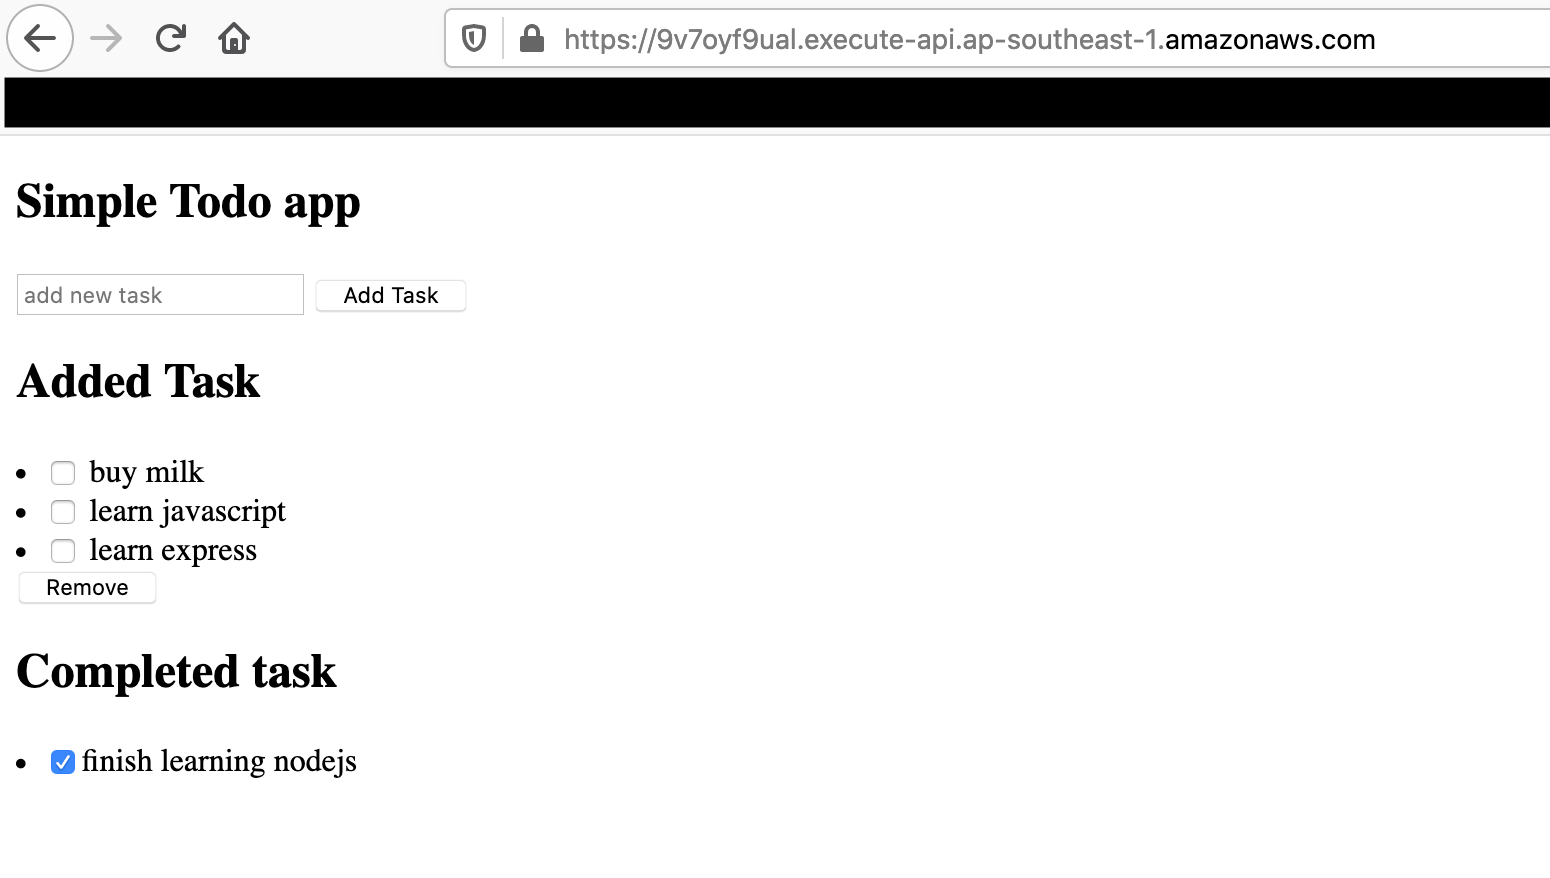 https://9v7oyf9ual.execute-api.ap-southeast-1.amazonaws.com
Simple Todo app
add new task Add Task
Added Task
buy milk
learn javascript
learn express
Remove
Completed task
finish learning nodejs